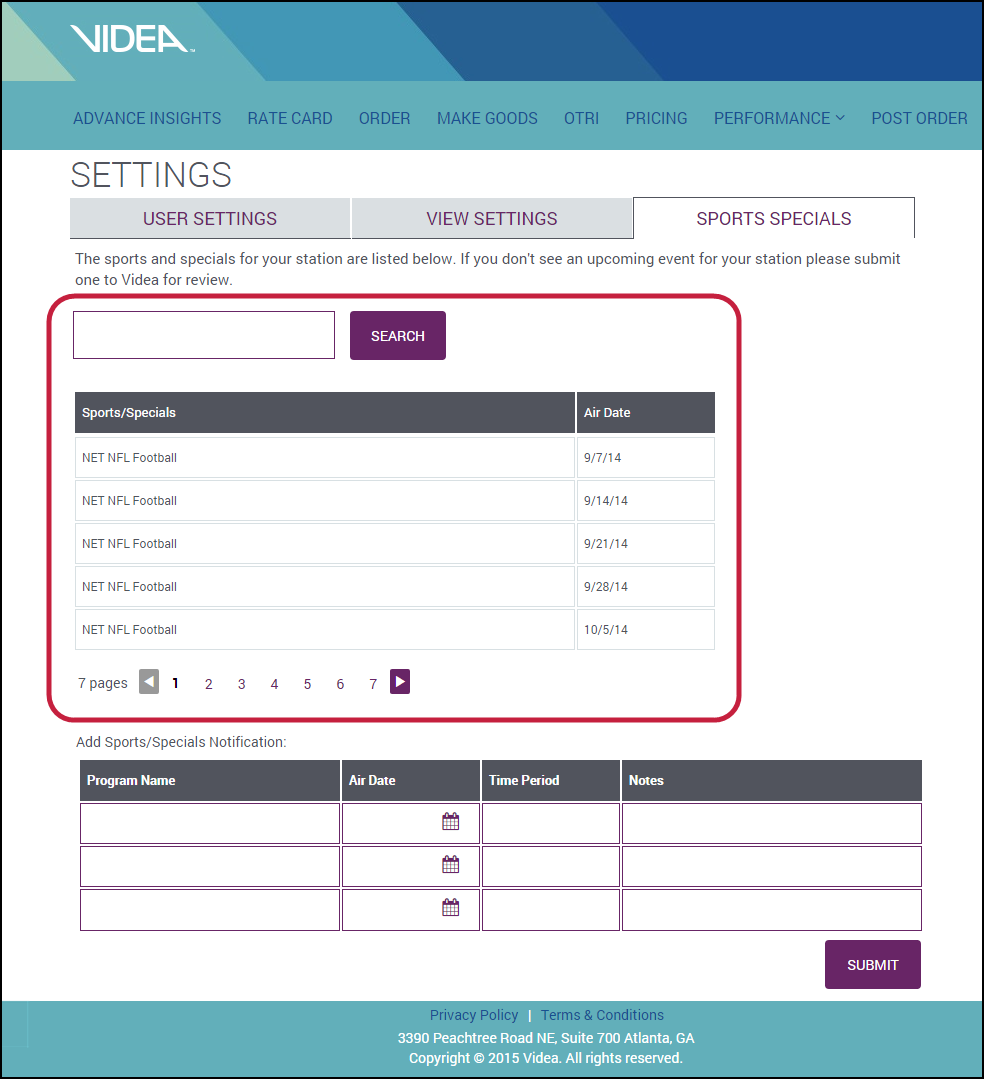 VIDEA™
ADVANCE INSIGHTS RATE CARD ORDER MAKE GOODS OTRI PRICING PERFORMANCE POST ORDER
SETTINGS
USER SETTINGS VIEW SETTINGS SPORTS SPECIALS
The sports and specials for your station are listed below. If you don't see an upcoming event for your station please submit
one to Videa for review.
SEARCH
Sports/Specials Air Date
NET NFL Football 9/7/14
NET NFL Football 9/14/14
NET NFL Football 9/21/14
NET NFL Football 9/28/14
NET NFL Football 10/5/14
7 pages 1 2 3 4 5 6 7
Add Sports/Specials Notification:
Program Name Air Date Time Period Notes
SUBMIT
Privacy Policy | Terms & Conditions
3390 Peachtree Road NE, Suite 700 Atlanta, GA
Copyright © 2015 Videa. All rights reserved.